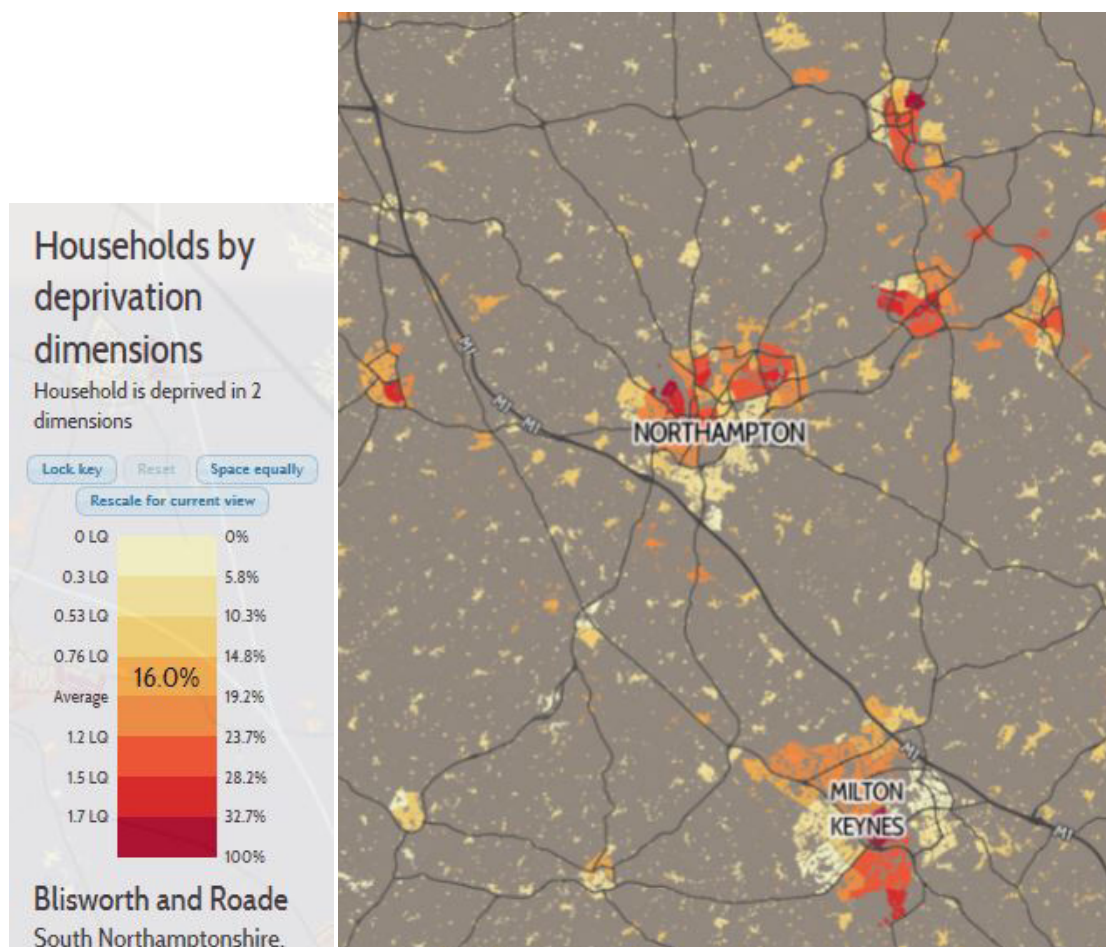 Households by
deprivation
dimensions
Household is deprived in 2
dimensions
Lock key
Reset
Space equally
Rescale for current view
0 LQ 0%
0.3 LQ 5.8%
0.53 LQ 10.3%
0.76 LQ 14.8%
16.0%
Average 19.2%
1.2 LQ 23.7%
1.5 LQ 28.2%
1.7 LQ 32.7%
100%
Blisworth and Roade
South Northamptonshire,
M1
M1
M1
NORTHAMPTON
M1
MILTON
KEYNES
M1